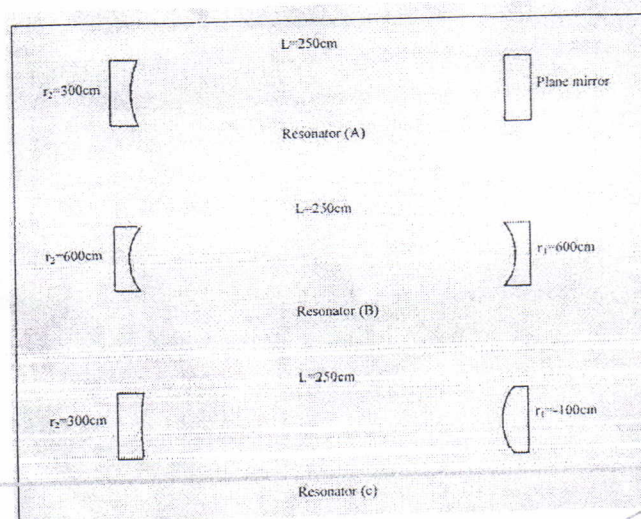 L=250cm
r₂=300cm
Plane mirror
Resonator (A)
L=250cm
r₂=600cm
r₁=600cm
Resonator (B)
L=250cm
r₂=300cm
r₁=-100cm
Resonator (c)